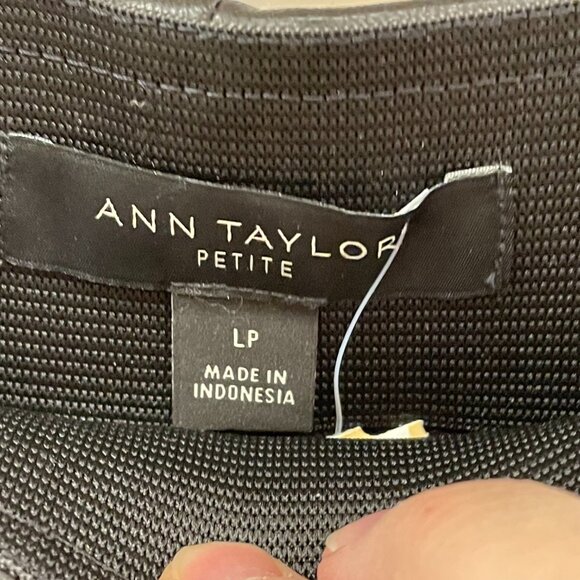 ANN TAYLOR
PETITE
LP
MADE IN
INDONESIA